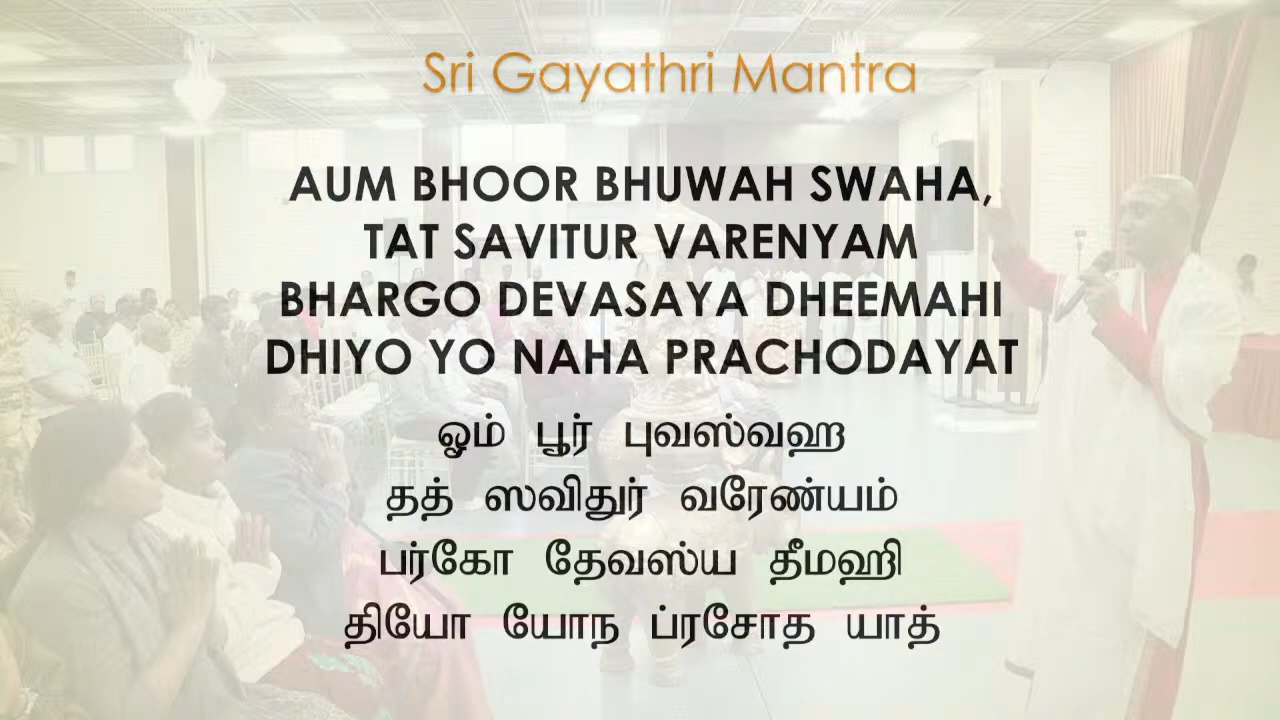 Sri Gayathri Mantra
AUM BHOOR BHUWAH SWAHA,
TAT SAVITUR VARENYAM
BHARGO DEVASAYA DHEEMAHI
DHIYO YO NAHA PRACHODAYAT
ஓம் பூர் புவஸ்வஹ
தத் ஸவிதுர் வரேண்யம்
பர்கோ தேவஸ்ய தீமஹி
தியோ யோந ப்ரசோத யாத்